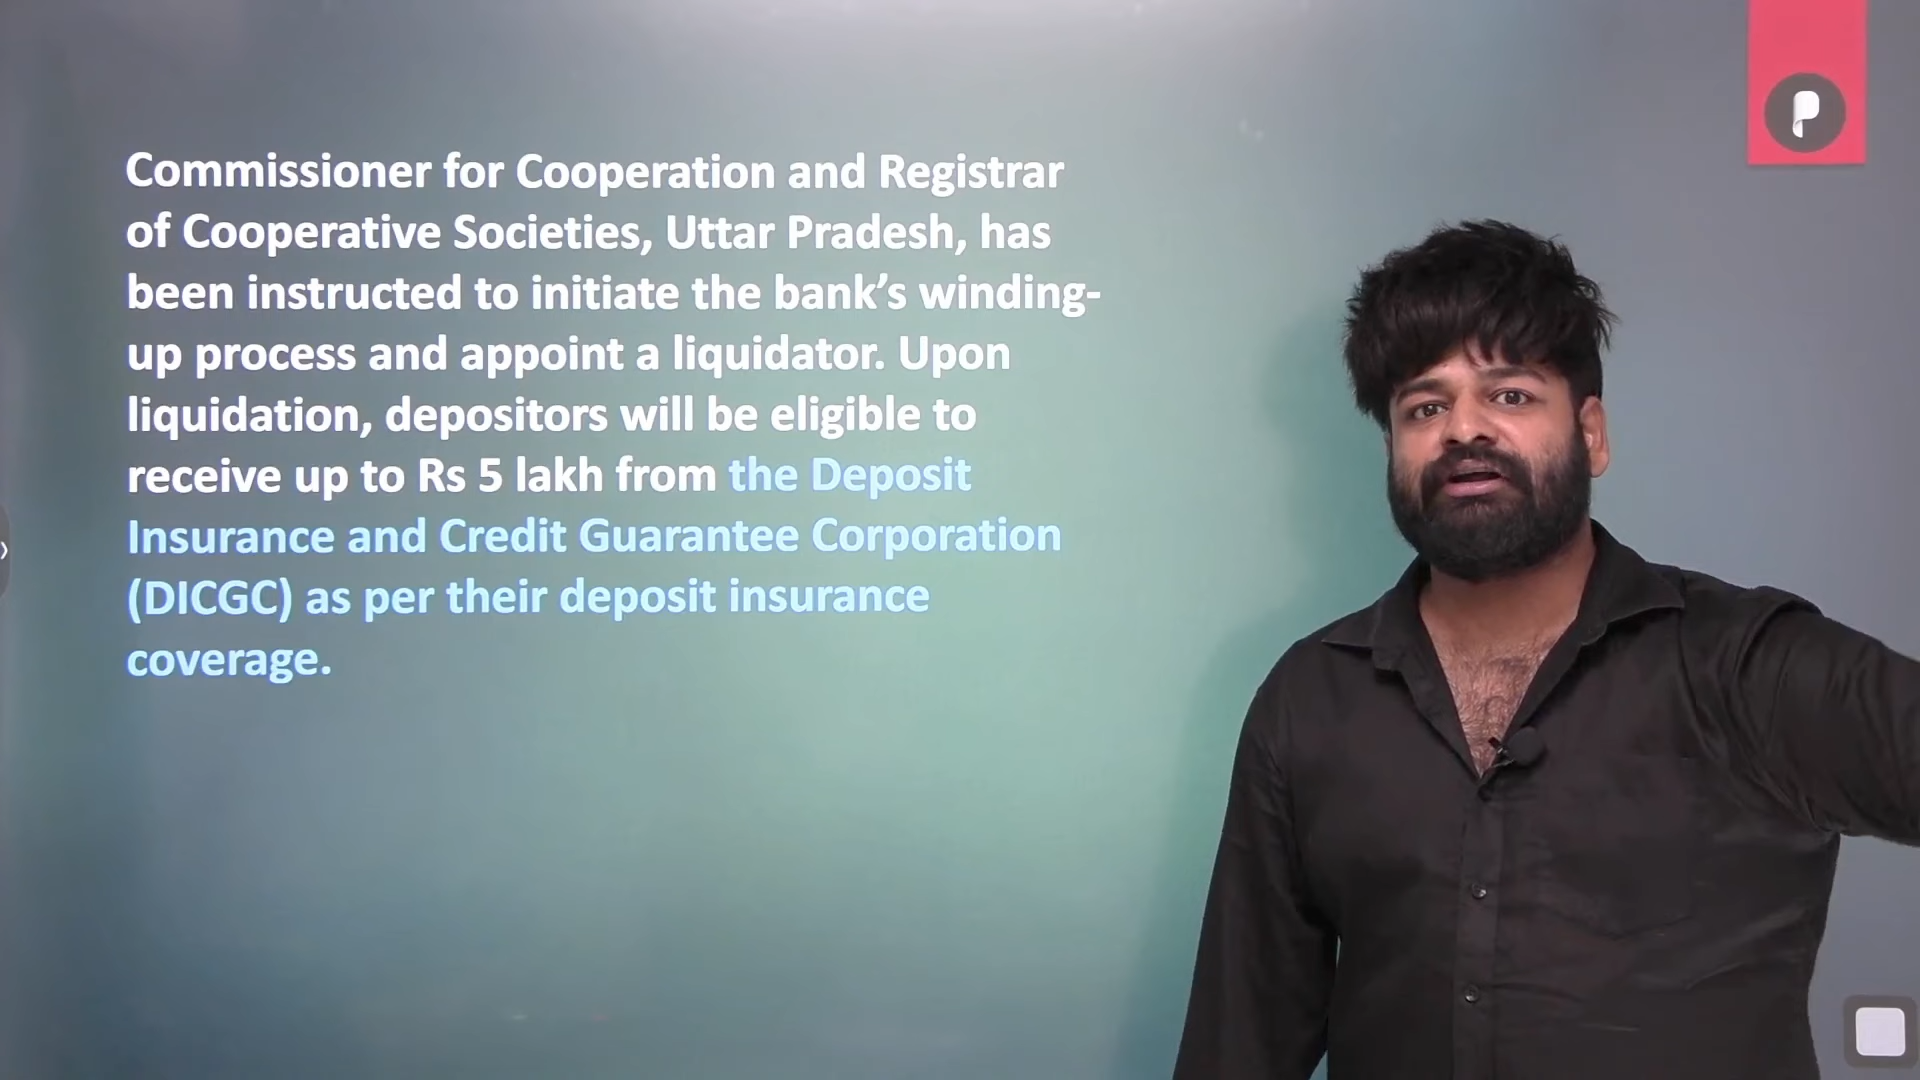 Commissioner for Cooperation and Registrar
of Cooperative Societies, Uttar Pradesh, has
been instructed to initiate the bank’s winding-
up process and appoint a liquidator. Upon
liquidation, depositors will be eligible to
receive up to Rs 5 lakh from the Deposit
Insurance and Credit Guarantee Corporation
(DICGC) as per their deposit insurance
coverage.